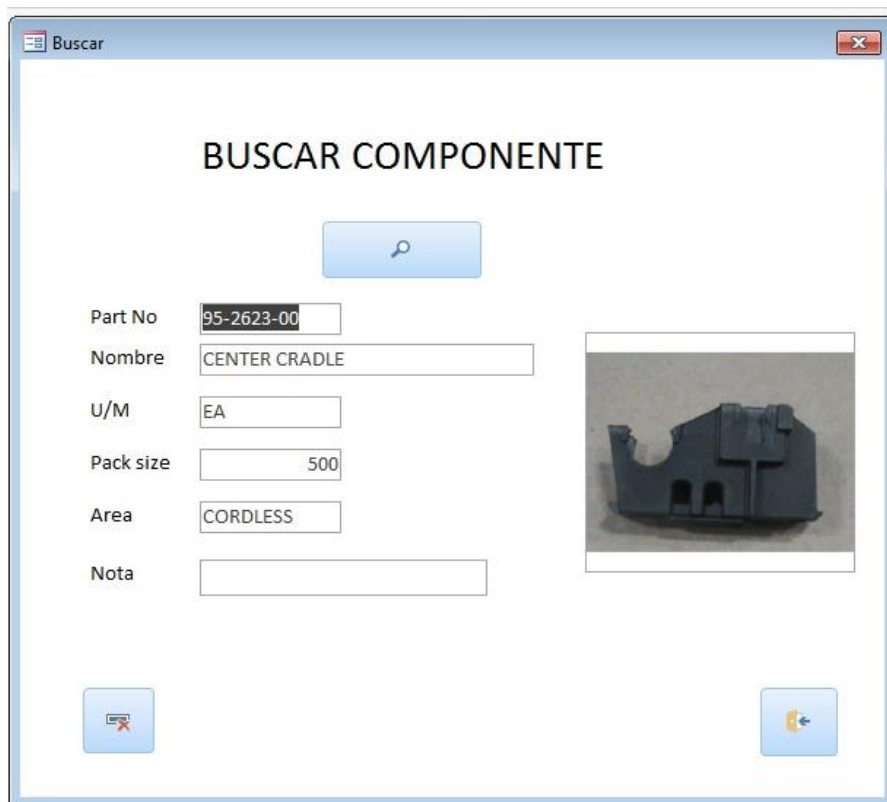 Buscar
BUSCAR COMPONENTE
Part No 95-2623-00
Nombre CENTER CRADLE
U/M EA
Pack size 500
Area CORDLESS
Nota